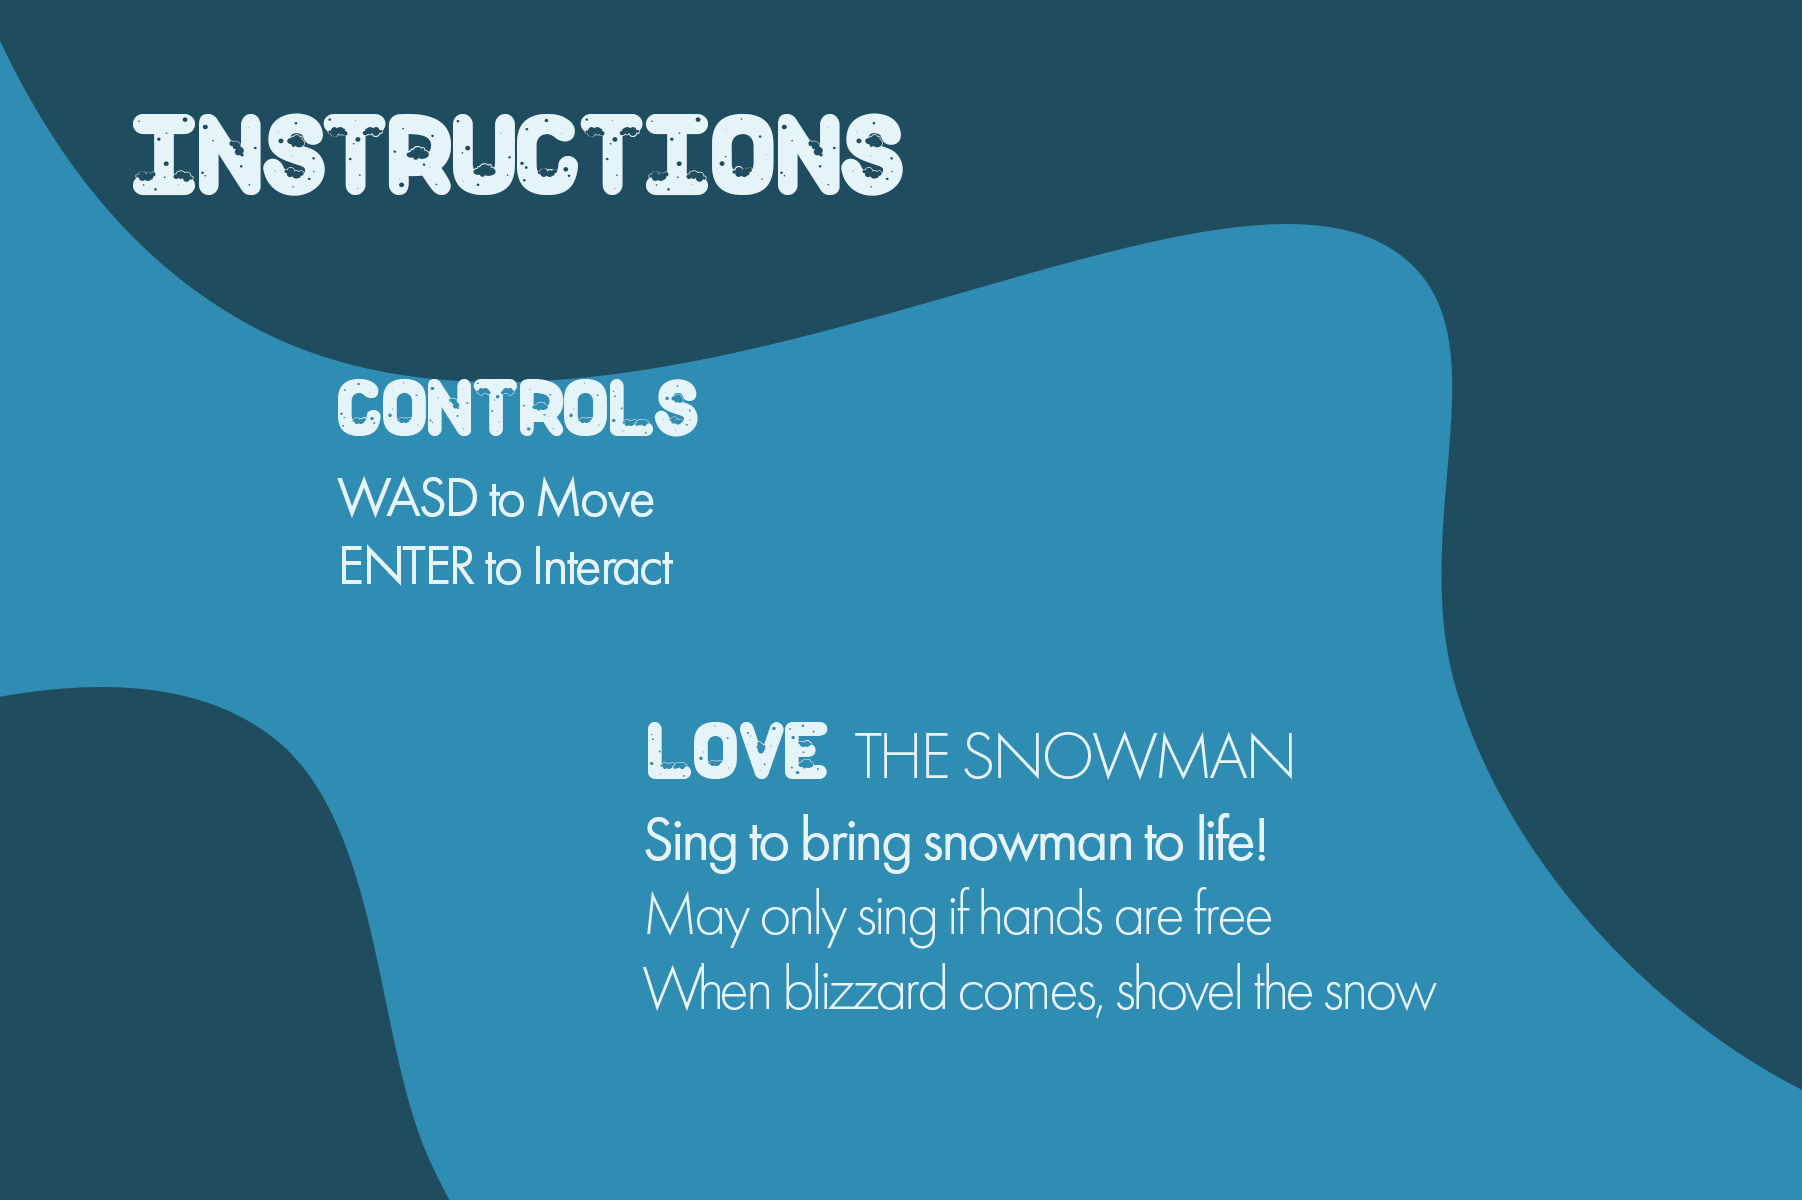 INSTRUCTIONS
CONTROLS
WASD to Move
ENTER to Interact
LOVE THE SNOWMAN
Sing to bring snowman to life!
May only sing if hands are free
When blizzard comes, shovel the snow